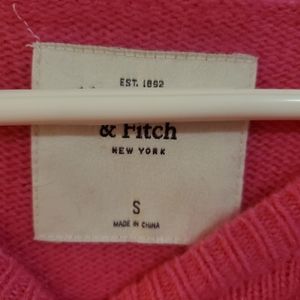 EST. 1892
& Fitch
NEW YORK
S
MADE IN CHINA